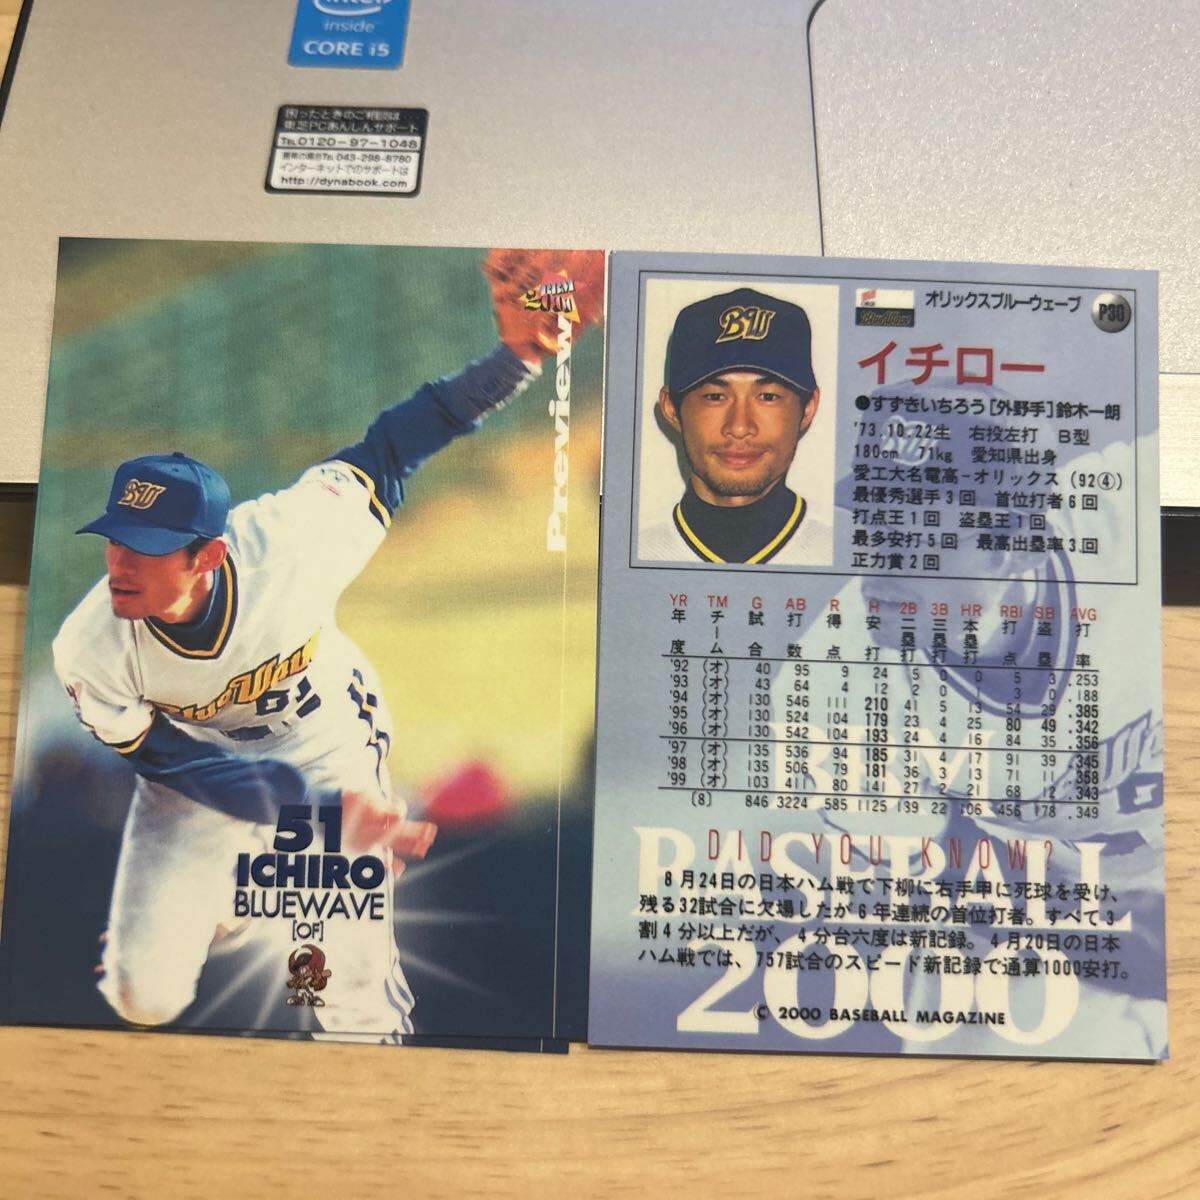 intel
inside
CORE i5
困ったときのご相談は....
東芝PCあんしんサポート
TEL 0120-97-1048
TEL 043-298-8780
インターネットでのサポートは
http://dynabook.com
BBM
2000
Preview
BW
BlueWave
51
51
ICHIRO
BLUEWAVE
[OF]
BW
オリックスブルーウェーブ
P30
イチロー
●すずきいちろう[外野手]鈴木一朗
'73.10.22生 右投左打 B型
180cm 71kg 愛知県出身
愛工大名電高-オリックス(92④)
最優秀選手3回 首位打者6回
打点王1回 盗塁王1回
最多安打5回 最高出塁率3回
正力賞2回
YR TM G AB R H 2B 3B HR RBI SB AVG
年度 チーム 試合 打数 得点 安打 二塁打 三塁打 本塁打 打点 盗塁 打率
'92 (オ) 40 95 9 24 5 0 0 5 3 .253
'93 (オ) 43 64 4 12 2 0 1 3 0 .188
'94 (オ) 130 546 111 210 41 5 13 54 29 .385
'95 (オ) 130 524 104 179 23 4 25 80 49 .342
'96 (オ) 130 542 104 193 24 4 16 84 35 .356
'97 (オ) 135 536 94 185 31 4 17 91 39 .345
'98 (オ) 135 506 79 181 36 3 13 71 11 .358
'99 (オ) 103 411 80 141 27 2 21 68 12 .343
(8) 846 3224 585 1125 139 22 106 456 178 .349
BBM
BASEBALL
2000
DID YOU KNOW?
8月24日の日本ハム戦で下柳に右手甲に死球を受け、
残る32試合に欠場したが6年連続の首位打者。すべて3
割4分以上だが、4分台六度は新記録。4月20日の日本
ハム戦では、757試合のスピード新記録で通算1000安打。
© 2000 BASEBALL MAGAZINE